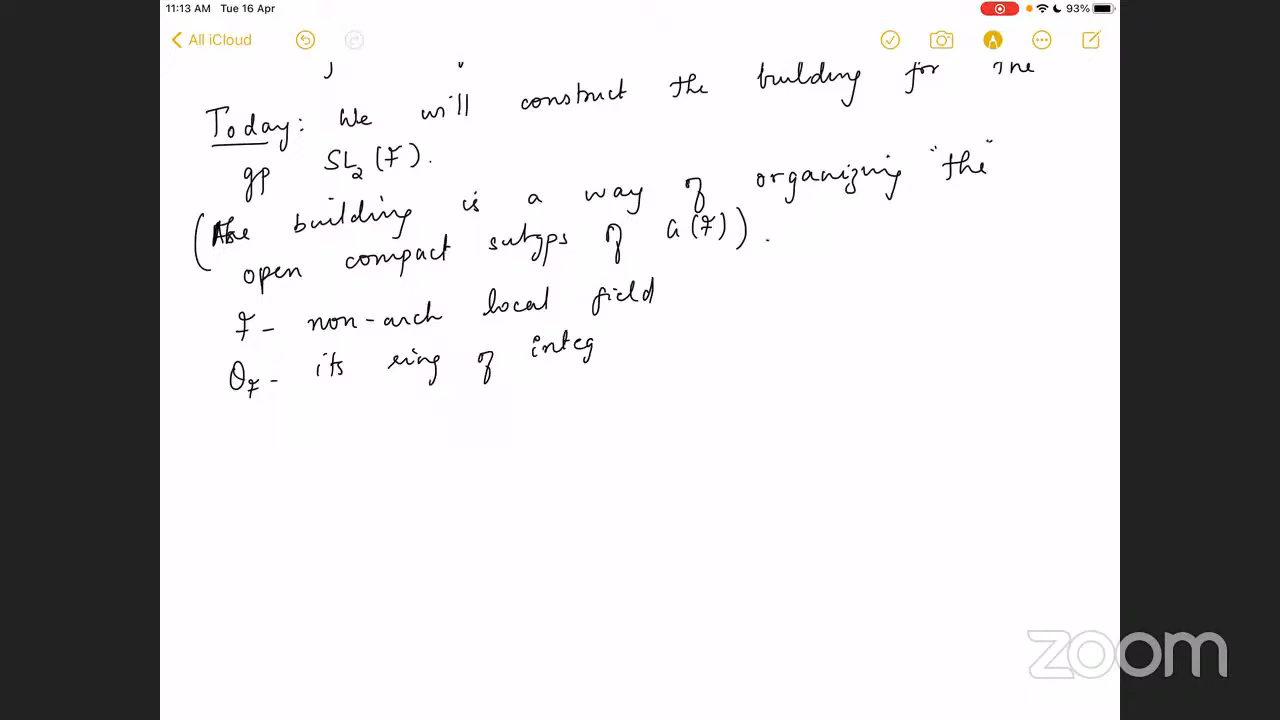 11:13 AM Tue 16 Apr
93%
All iCloud
Today: We will construct the building for the
gp SL₂(F).
(The building is a way of organizing "the"
open compact subgps of G(F)).
F - non-arch local field
O_F - its ring of integ
zoom